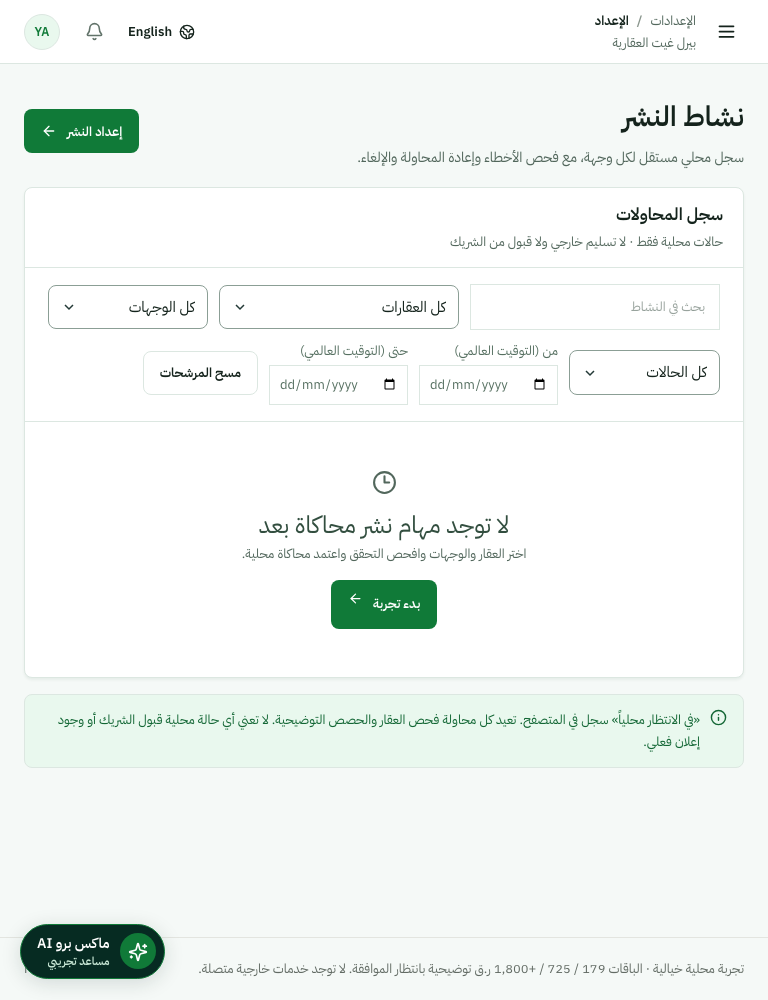 الإعدادات / الإعداد
بيرل غيت العقارية
English
YA
نشاط النشر
سجل محلي مستقل لكل وجهة، مع فحص الأخطاء وإعادة المحاولة والإلغاء.
إعداد النشر
سجل المحاولات
حالات محلية فقط · لا تسليم خارجي ولا قبول من الشريك
بحث في النشاط
كل العقارات
كل الوجهات
كل الحالات
من (التوقيت العالمي)
dd/mm/yyyy
حتى (التوقيت العالمي)
dd/mm/yyyy
مسح المرشحات
لا توجد مهام نشر محاكاة بعد
اختر العقار والوجهات وافحص التحقق واعتمد محاكاة محلية.
بدء تجربة
«في الانتظار محلياً» سجل في المتصفح. تعيد كل محاولة فحص العقار والحصص التوضيحية. لا تعني أي حالة محلية قبول الشريك أو وجود
إعلان فعلي.
تجربة محلية خيالية · الباقات 179 / 725 / 1,800+ ر.ق توضيحية بانتظار الموافقة. لا توجد خدمات خارجية متصلة.
ماكس برو AI
مساعد تجريبي